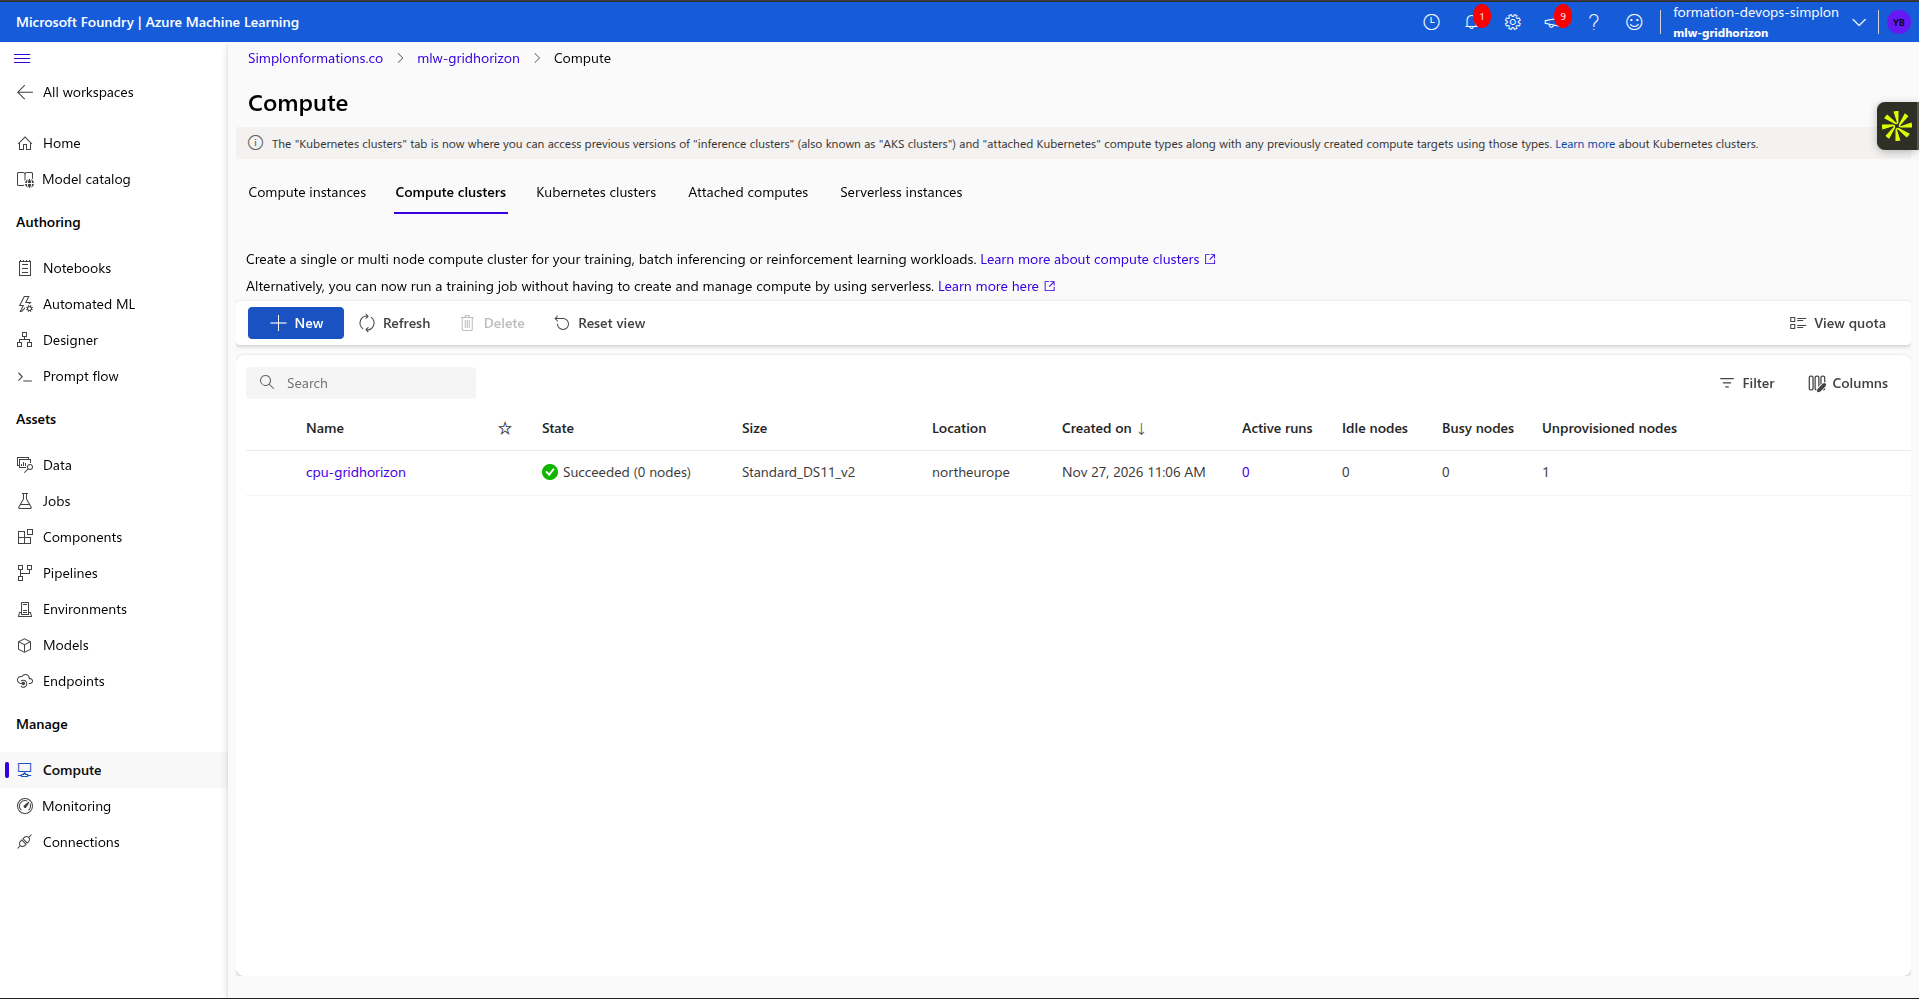 Microsoft Foundry | Azure Machine Learning
1
9
formation-devops-simplon
mlw-gridhorizon
YB
All workspaces
Home
Model catalog
Authoring
Notebooks
Automated ML
Designer
Prompt flow
Assets
Data
Jobs
Components
Pipelines
Environments
Models
Endpoints
Manage
Compute
Monitoring
Connections
Simplonformations.co > mlw-gridhorizon > Compute
Compute
The "Kubernetes clusters" tab is now where you can access previous versions of "inference clusters" (also known as "AKS clusters") and "attached Kubernetes" compute types along with any previously created compute targets using those types. Learn more about Kubernetes clusters.
Compute instances Compute clusters Kubernetes clusters Attached computes Serverless instances
Create a single or multi node compute cluster for your training, batch inferencing or reinforcement learning workloads. Learn more about compute clusters
Alternatively, you can now run a training job without having to create and manage compute by using serverless. Learn more here
New Refresh Delete Reset view View quota
Search Filter Columns
Name State Size Location Created on ↓ Active runs Idle nodes Busy nodes Unprovisioned nodes
cpu-gridhorizon Succeeded (0 nodes) Standard_DS11_v2 northeurope Nov 27, 2026 11:06 AM 0 0 0 1